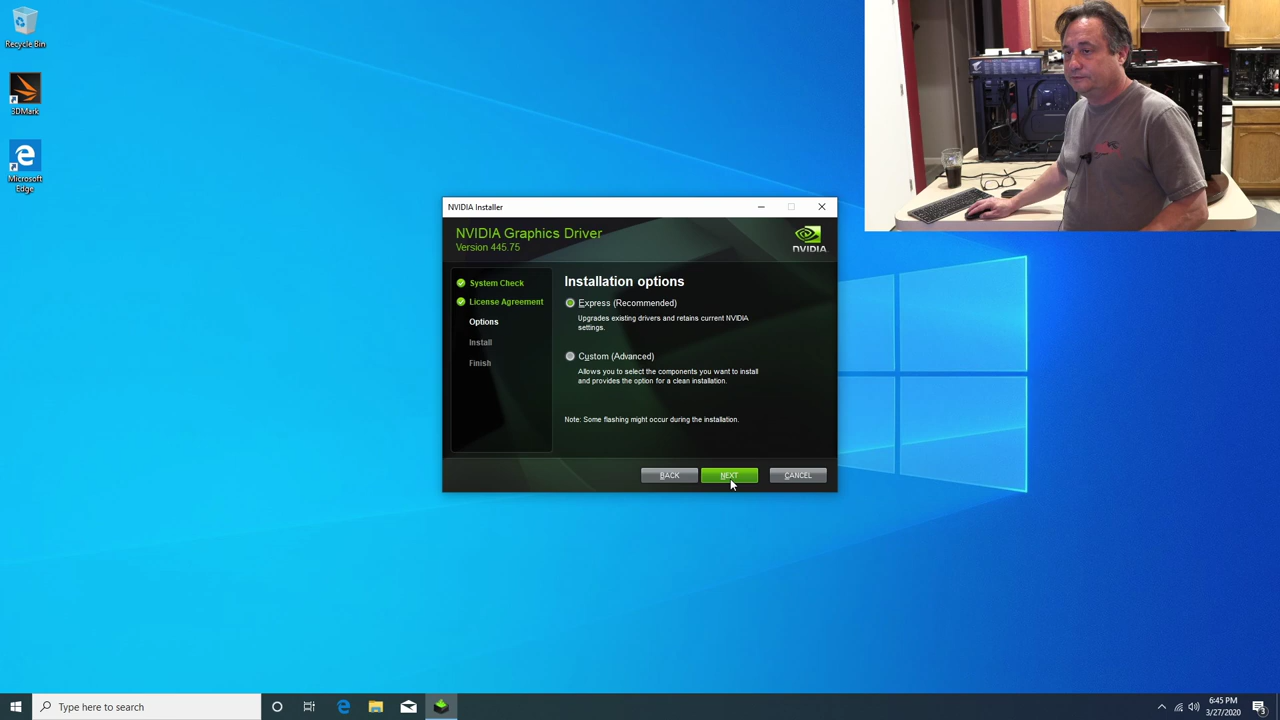 Recycle Bin
3DMark
Microsoft
Edge
NVIDIA Installer
NVIDIA Graphics Driver
Version 445.75
NVIDIA.
System Check
License Agreement
Options
Install
Finish
Installation options
Express (Recommended)
Upgrades existing drivers and retains current NVIDIA
settings.
Custom (Advanced)
Allows you to select the components you want to install
and provides the option for a clean installation.
Note: Some flashing might occur during the installation.
BACK
NEXT
CANCEL
Type here to search
6:45 PM
3/27/2020
3